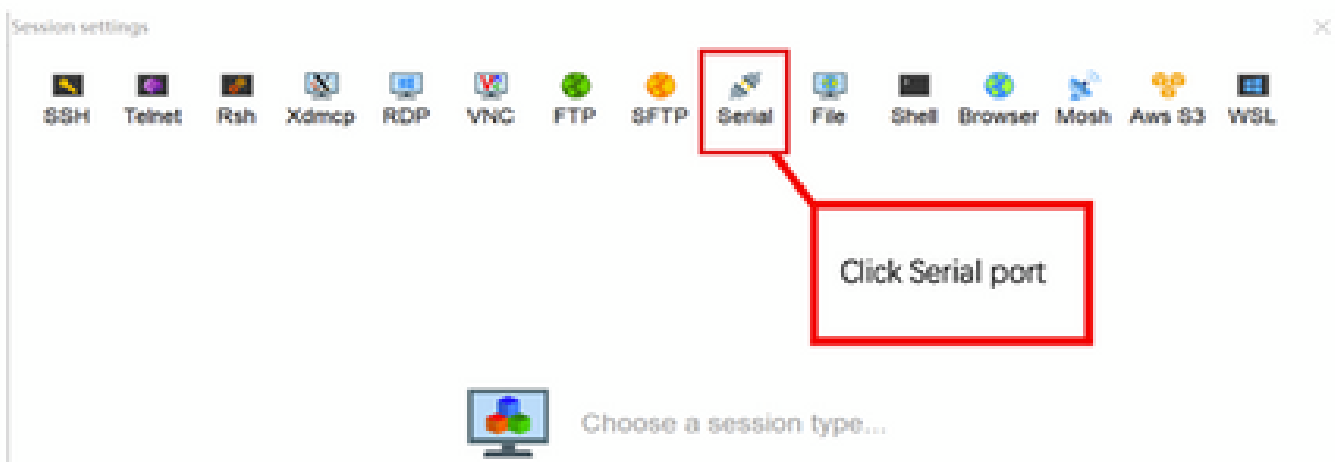 Session settings
SSH Telnet Rsh Xdmcp RDP VNC FTP SFTP Serial File Shell Browser Mosh Aws S3 WSL
Click Serial port
Choose a session type...